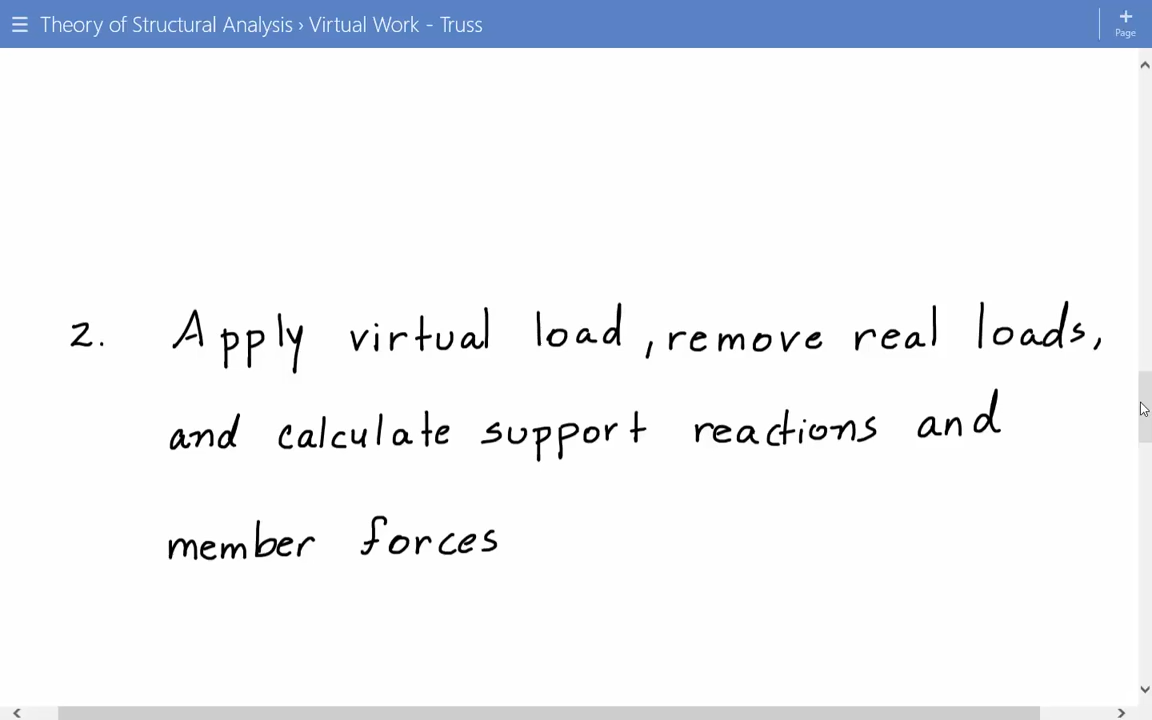 Theory of Structural Analysis › Virtual Work - Truss
Page
2. Apply virtual load, remove real loads,
and calculate support reactions and
member forces